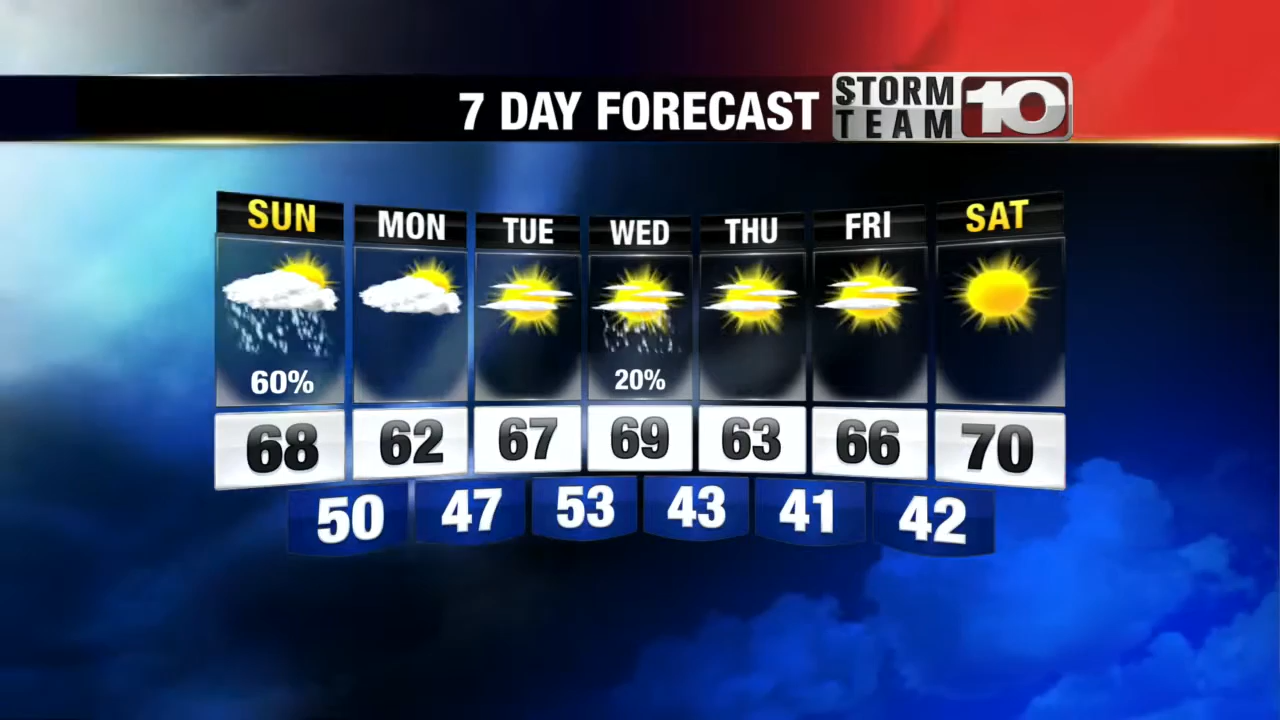 7 DAY FORECAST
STORM TEAM 10
SUN MON TUE WED THU FRI SAT
60% 20%
68 62 67 69 63 66 70
50 47 53 43 41 42